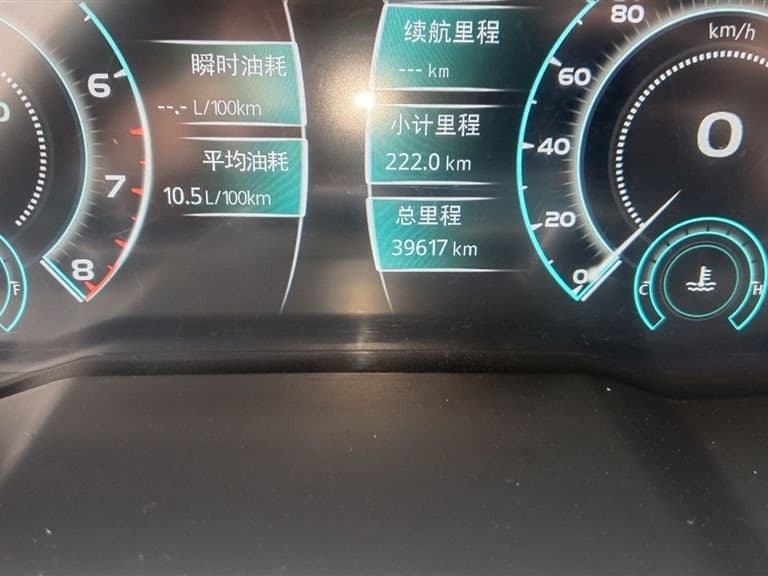 6
7
8
F
瞬时油耗
--.- L/100km
平均油耗
10.5 L/100km
续航里程
--- km
小计里程
222.0 km
总里程
39617 km
80
60
40
20
0
km/h
0
C
H